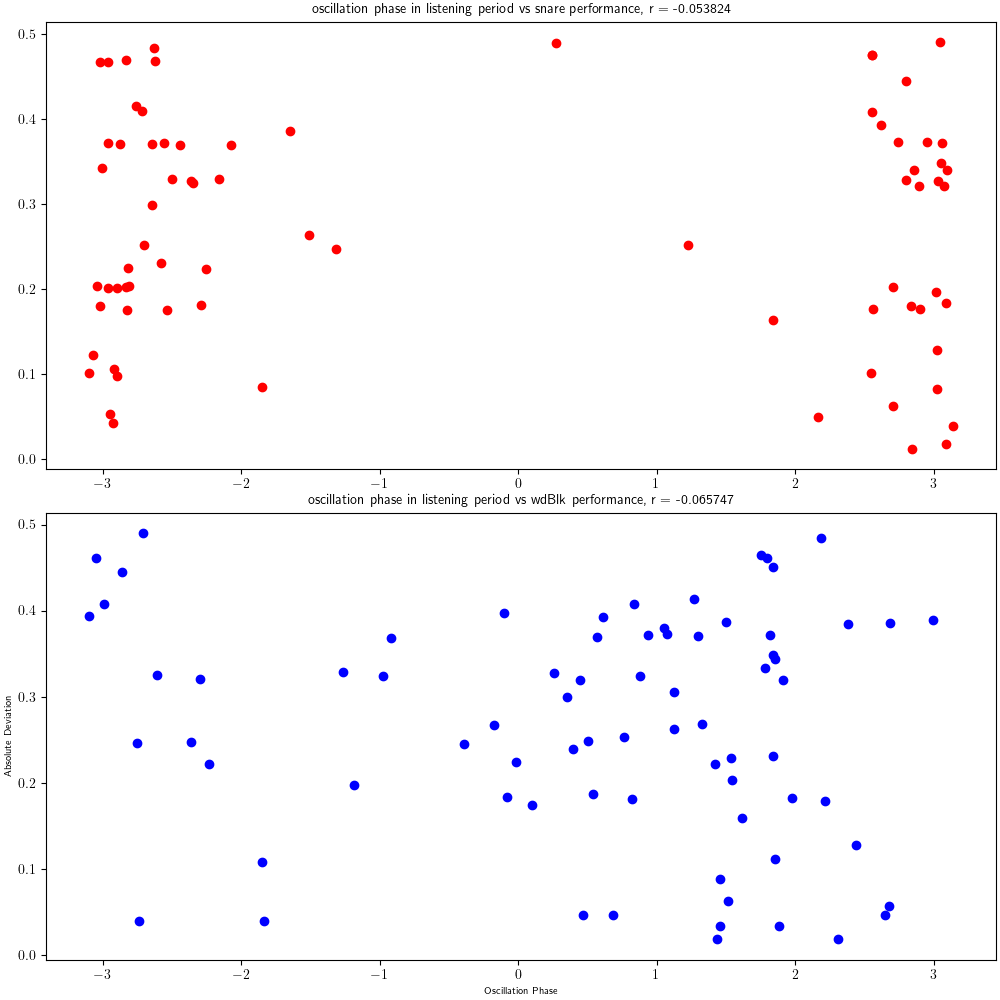 oscillation phase in listening period vs snare performance, r = -0.053824
0.5
0.4
0.3
0.2
0.1
0.0
−3 −2 −1 0 1 2 3
oscillation phase in listening period vs wdBlk performance, r = -0.065747
0.5
0.4
0.3
0.2
0.1
0.0
Absolute Deviation
−3 −2 −1 0 1 2 3
Oscillation Phase